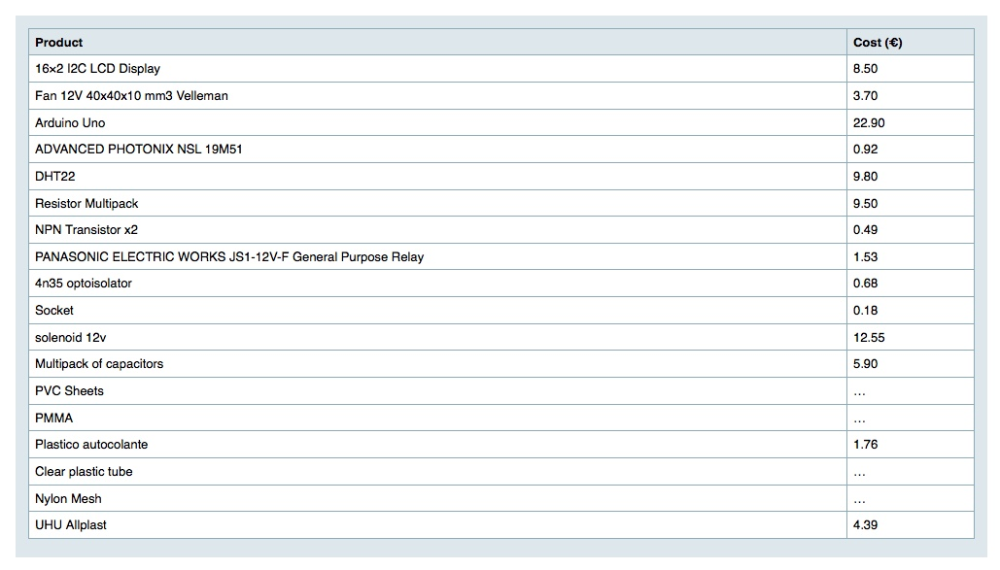 Product Cost (€)
16×2 I2C LCD Display 8.50
Fan 12V 40x40x10 mm3 Velleman 3.70
Arduino Uno 22.90
ADVANCED PHOTONIX NSL 19M51 0.92
DHT22 9.80
Resistor Multipack 9.50
NPN Transistor x2 0.49
PANASONIC ELECTRIC WORKS JS1-12V-F General Purpose Relay 1.53
4n35 optoisolator 0.68
Socket 0.18
solenoid 12v 12.55
Multipack of capacitors 5.90
PVC Sheets ...
PMMA ...
Plastico autocolante 1.76
Clear plastic tube ...
Nylon Mesh ...
UHU Allplast 4.39